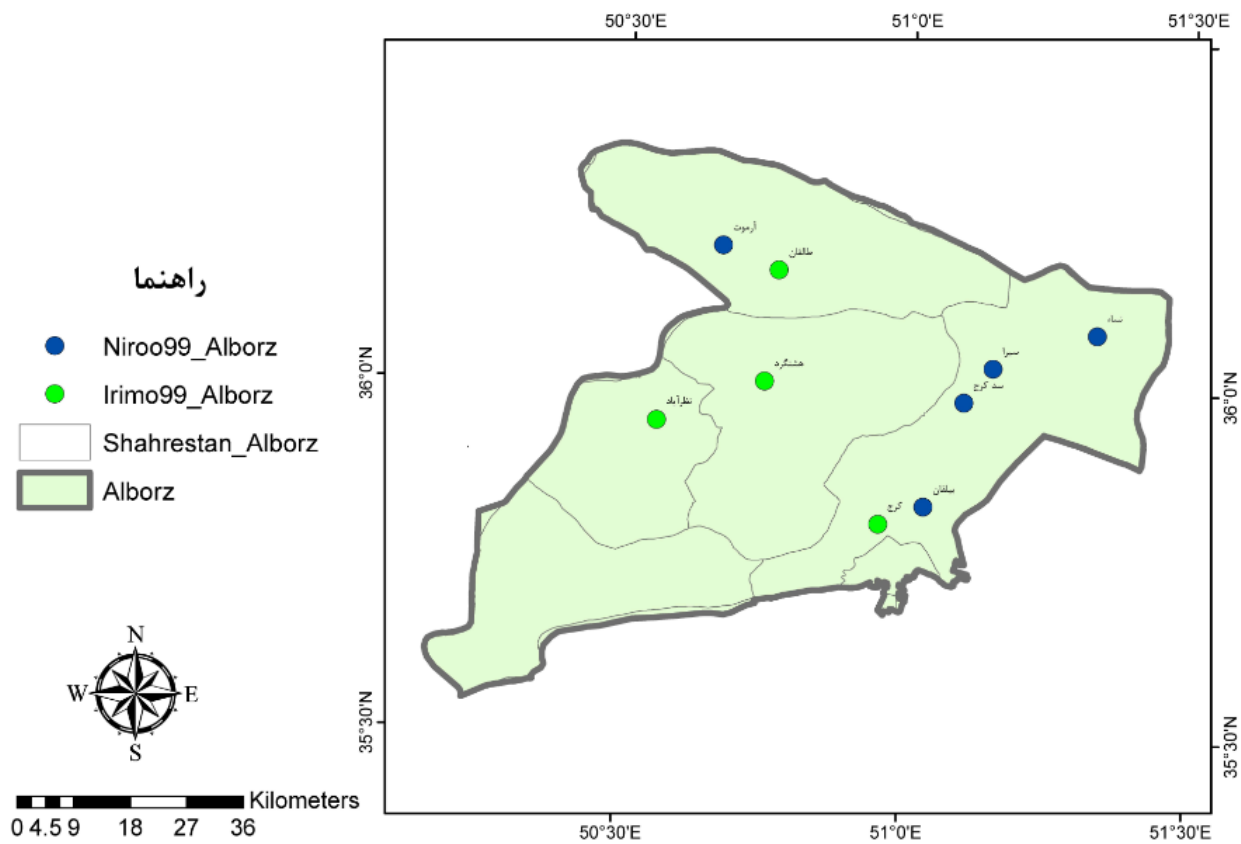 50°30'E 51°0'E 51°30'E
آرموت
طالقان
نساء
سیرا
هشتگرد
سد کرج
نظرآباد
بیلقان
کرج
راهنما
Niroo99_Alborz
Irimo99_Alborz
Shahrestan_Alborz
Alborz
36°0'N
36°0'N
35°30'N
35°30'N
N
W E
S
Kilometers
0 4.5 9 18 27 36
50°30'E 51°0'E 51°30'E